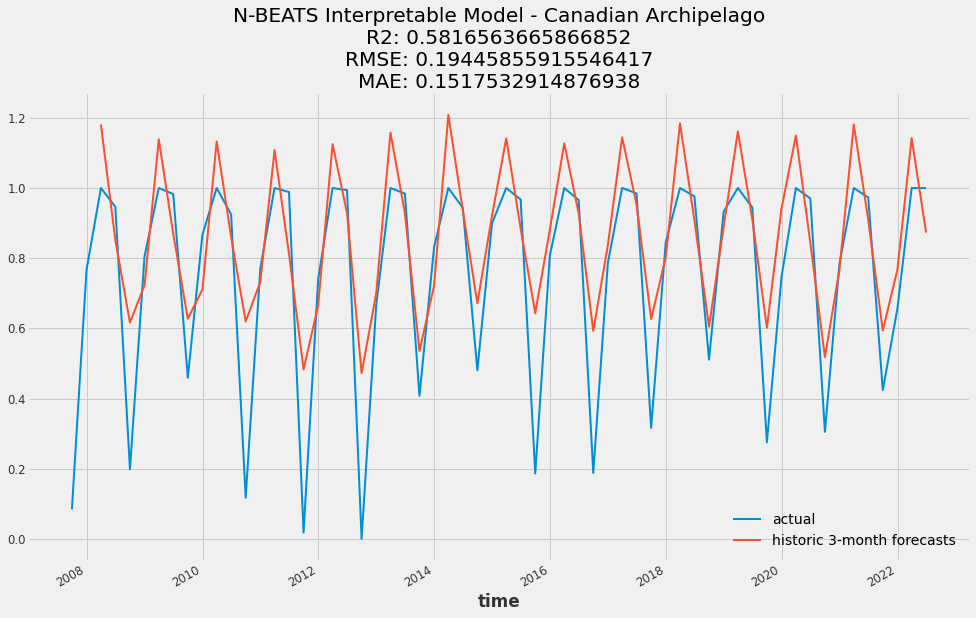 N-BEATS Interpretable Model - Canadian Archipelago
R2: 0.5816563665866852
RMSE: 0.19445855915546417
MAE: 0.1517532914876938
1.2
1.0
0.8
0.6
0.4
0.2
0.0
actual
historic 3-month forecasts
2008
2010
2012
2014
2016
2018
2020
2022
time